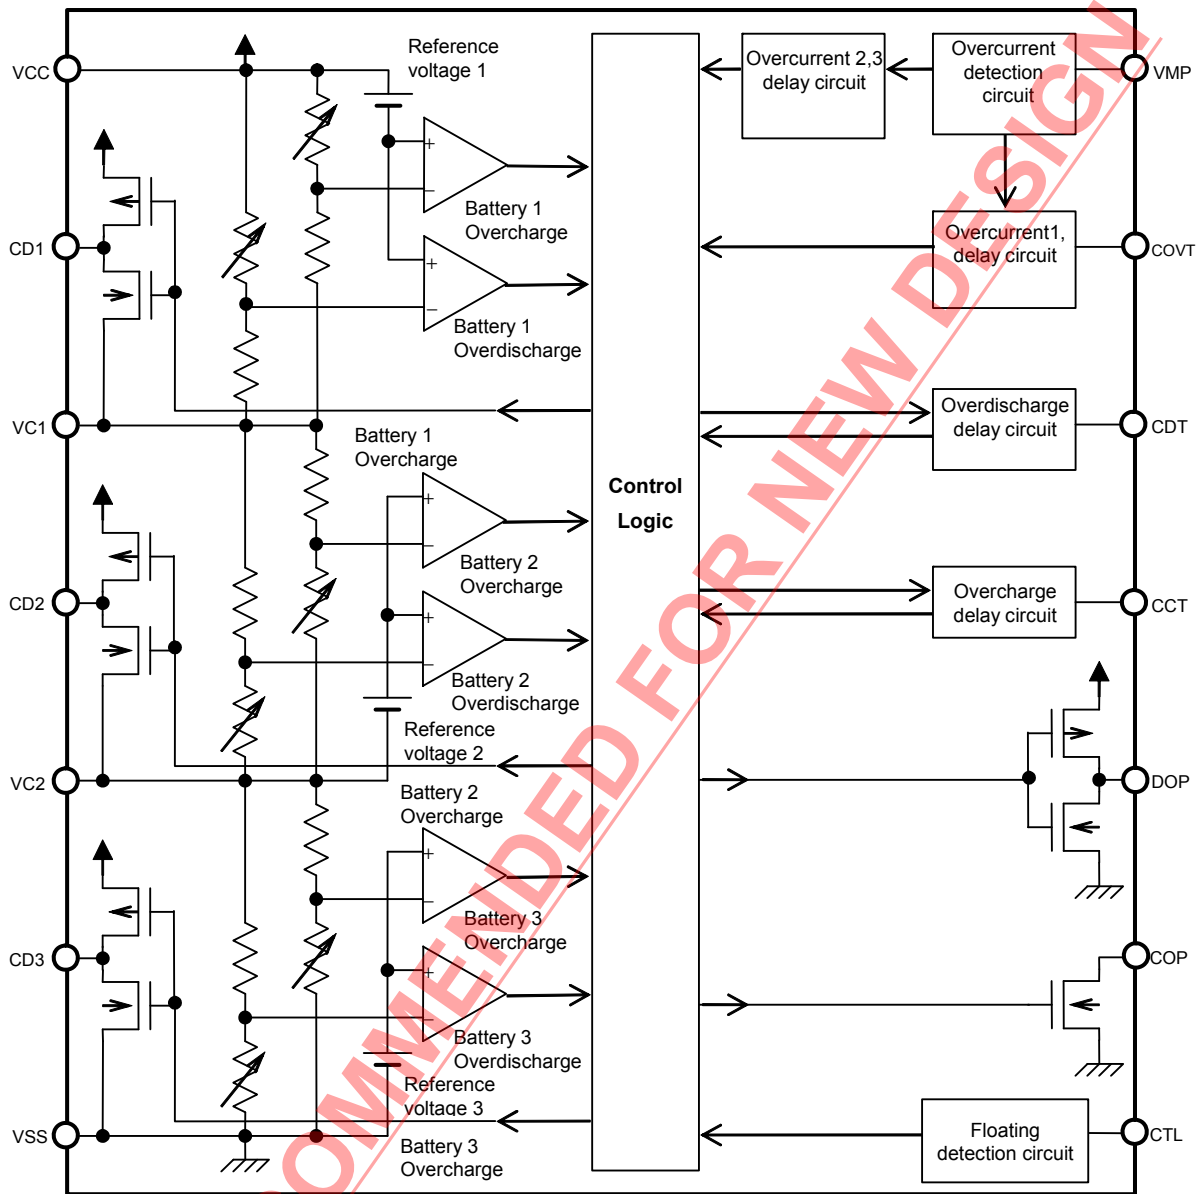 Reference
voltage 1
VCC
Overcurrent 2,3
delay circuit
Overcurrent
detection
circuit
VMP
+
−
Battery 1
Overcharge
CD1
+
−
Battery 1
Overdischarge
Overcurrent1,
delay circuit
COVT
VC1
Battery 1
Overcharge
Overdischarge
delay circuit
CDT
Control
Logic
+
−
Battery 2
Overcharge
CD2
+
−
Battery 2
Overdischarge
Overcharge
delay circuit
CCT
Reference
voltage 2
VC2
Battery 2
Overcharge
DOP
+
−
Battery 3
Overcharge
CD3
+
−
Battery 3
Overdischarge
COP
Reference
voltage 3
VSS
Battery 3
Overcharge
Floating
detection circuit
CTL
OMMENDED FOR NEW DESIGN